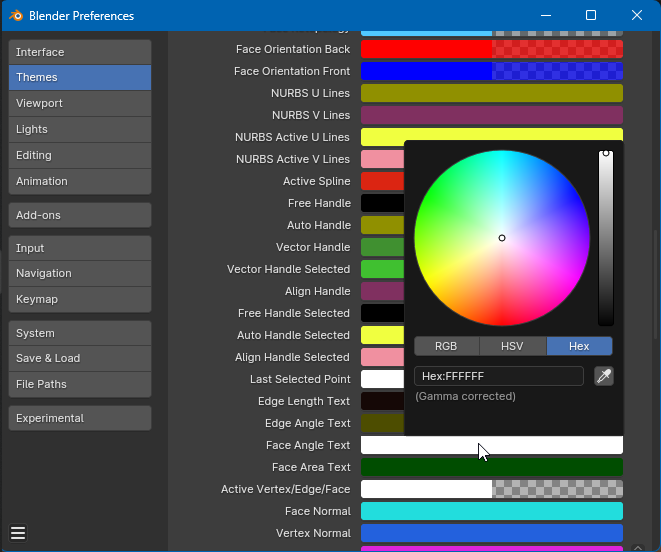 Blender Preferences
Interface
Themes
Viewport
Lights
Editing
Animation
Add-ons
Input
Navigation
Keymap
System
Save & Load
File Paths
Experimental
Face Orientation Back
Face Orientation Front
NURBS U Lines
NURBS V Lines
NURBS Active U Lines
NURBS Active V Lines
Active Spline
Free Handle
Auto Handle
Vector Handle
Vector Handle Selected
Align Handle
Free Handle Selected
Auto Handle Selected
Align Handle Selected
Last Selected Point
Edge Length Text
Edge Angle Text
Face Angle Text
Face Area Text
Active Vertex/Edge/Face
Face Normal
Vertex Normal
RGB HSV Hex
Hex:FFFFFF
(Gamma corrected)